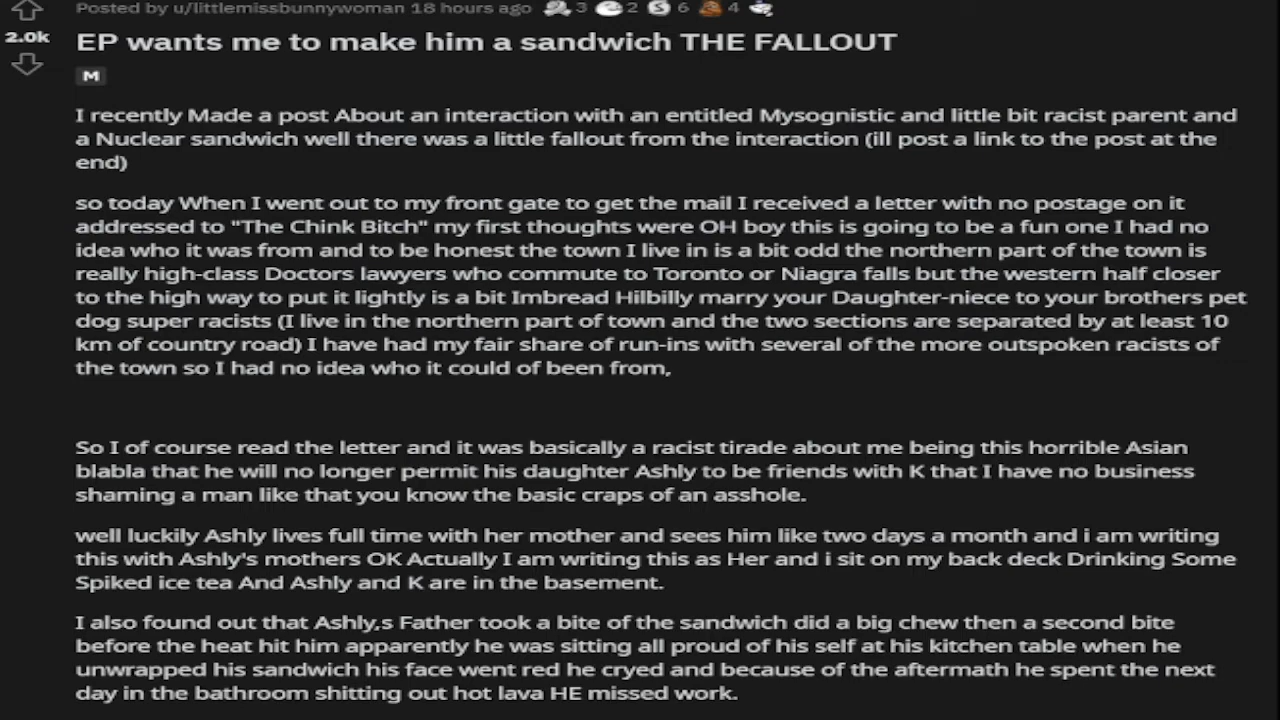 Posted by u/littlemissbunnywoman 18 hours ago 3 2 6 4
2.0k
EP wants me to make him a sandwich THE FALLOUT
M
I recently Made a post About an interaction with an entitled Mysognistic and little bit racist parent and
a Nuclear sandwich well there was a little fallout from the interaction (ill post a link to the post at the
end)
so today When I went out to my front gate to get the mail I received a letter with no postage on it
addressed to "The Chink Bitch" my first thoughts were OH boy this is going to be a fun one I had no
idea who it was from and to be honest the town I live in is a bit odd the northern part of the town is
really high-class Doctors lawyers who commute to Toronto or Niagra falls but the western half closer
to the high way to put it lightly is a bit Imbread Hilbilly marry your Daughter-niece to your brothers pet
dog super racists (I live in the northern part of town and the two sections are separated by at least 10
km of country road) I have had my fair share of run-ins with several of the more outspoken racists of
the town so I had no idea who it could of been from,
So I of course read the letter and it was basically a racist tirade about me being this horrible Asian
blabla that he will no longer permit his daughter Ashly to be friends with K that I have no business
shaming a man like that you know the basic craps of an asshole.
well luckily Ashly lives full time with her mother and sees him like two days a month and i am writing
this with Ashly's mothers OK Actually I am writing this as Her and i sit on my back deck Drinking Some
Spiked ice tea And Ashly and K are in the basement.
I also found out that Ashly,s Father took a bite of the sandwich did a big chew then a second bite
before the heat hit him apparently he was sitting all proud of his self at his kitchen table when he
unwrapped his sandwich his face went red he cryed and because of the aftermath he spent the next
day in the bathroom shitting out hot lava HE missed work.